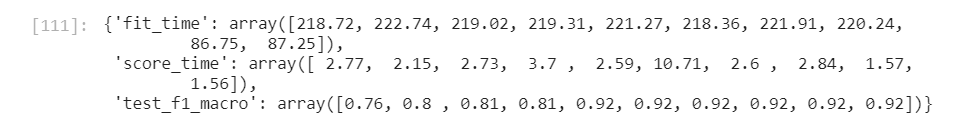 [111]: {'fit_time': array([218.72, 222.74, 219.02, 219.31, 221.27, 218.36, 221.91, 220.24,
86.75, 87.25]),
'score_time': array([ 2.77, 2.15, 2.73, 3.7 , 2.59, 10.71, 2.6 , 2.84, 1.57,
1.56]),
'test_f1_macro': array([0.76, 0.8 , 0.81, 0.81, 0.92, 0.92, 0.92, 0.92, 0.92, 0.92])}